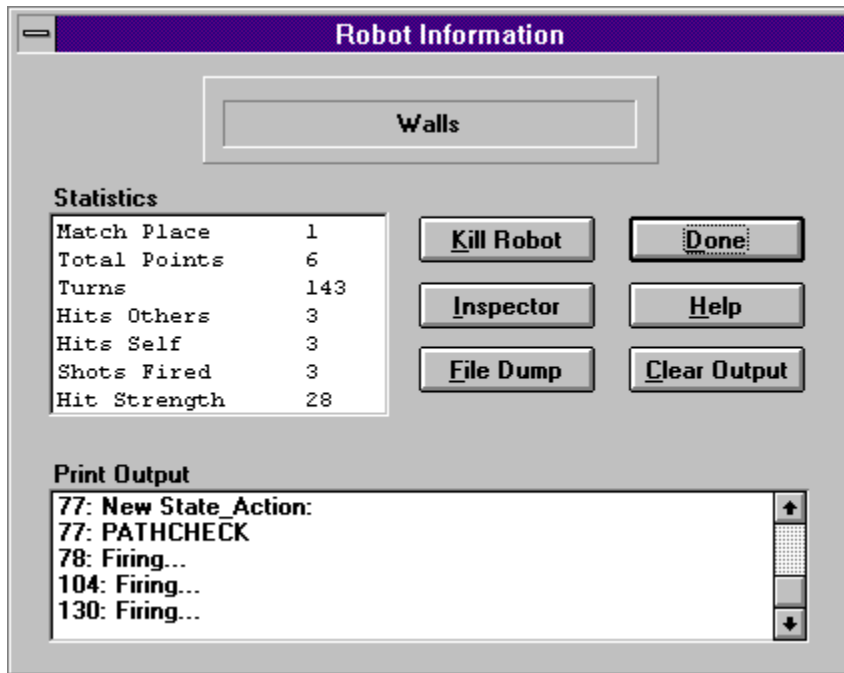 Robot Information
Walls
Statistics
Match Place 1
Total Points 6
Turns 143
Hits Others 3
Hits Self 3
Shots Fired 3
Hit Strength 28
Kill Robot
Done
Inspector
Help
File Dump
Clear Output
Print Output
77: New State_Action:
77: PATHCHECK
78: Firing...
104: Firing...
130: Firing...